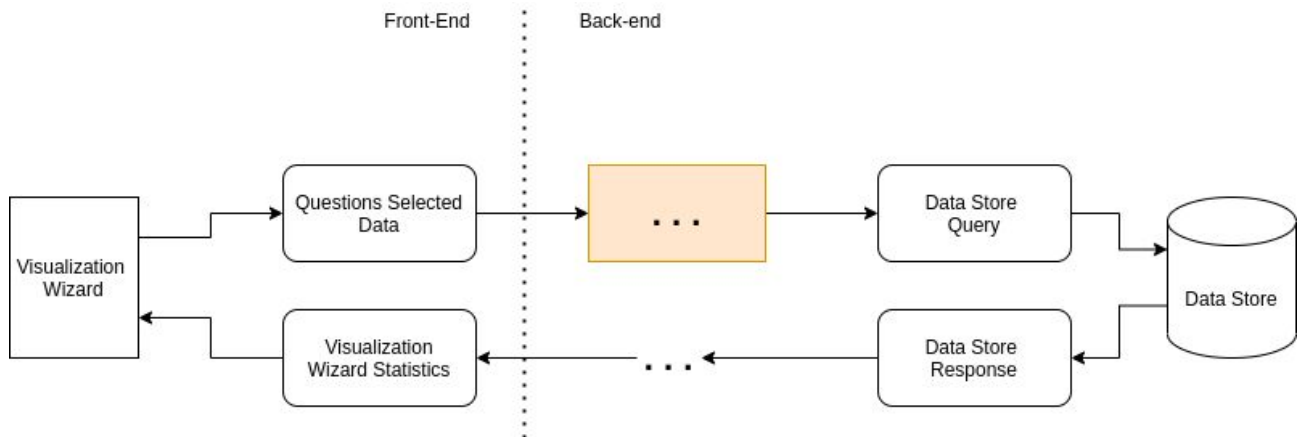 Front-End
Back-end
Visualization
Wizard
Questions Selected
Data
. . .
Data Store
Query
Data Store
Visualization
Wizard Statistics
. . .
Data Store
Response